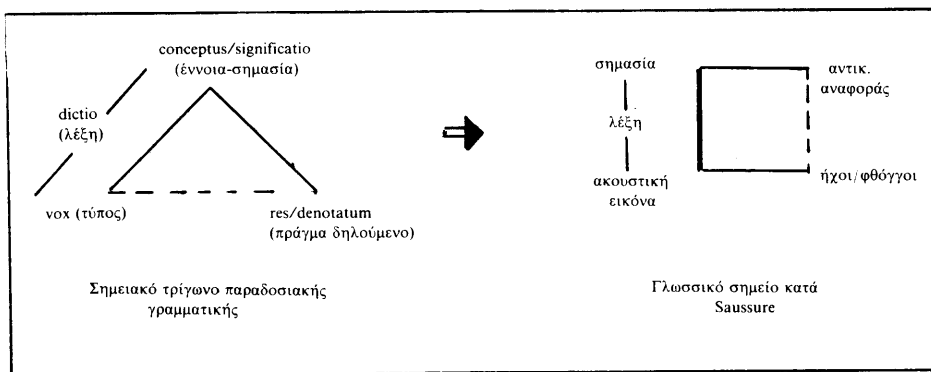 conceptus/significatio
(έννοια-σημασία)
dictio
(λέξη)
vox (τύπος)
res/denotatum
(πράγμα δηλούμενο)
Σημειακό τρίγωνο παραδοσιακής
γραμματικής
σημασία
λέξη
ακουστική
εικόνα
αντικ.
αναφοράς
ήχοι/φθόγγοι
Γλωσσικό σημείο κατά
Saussure